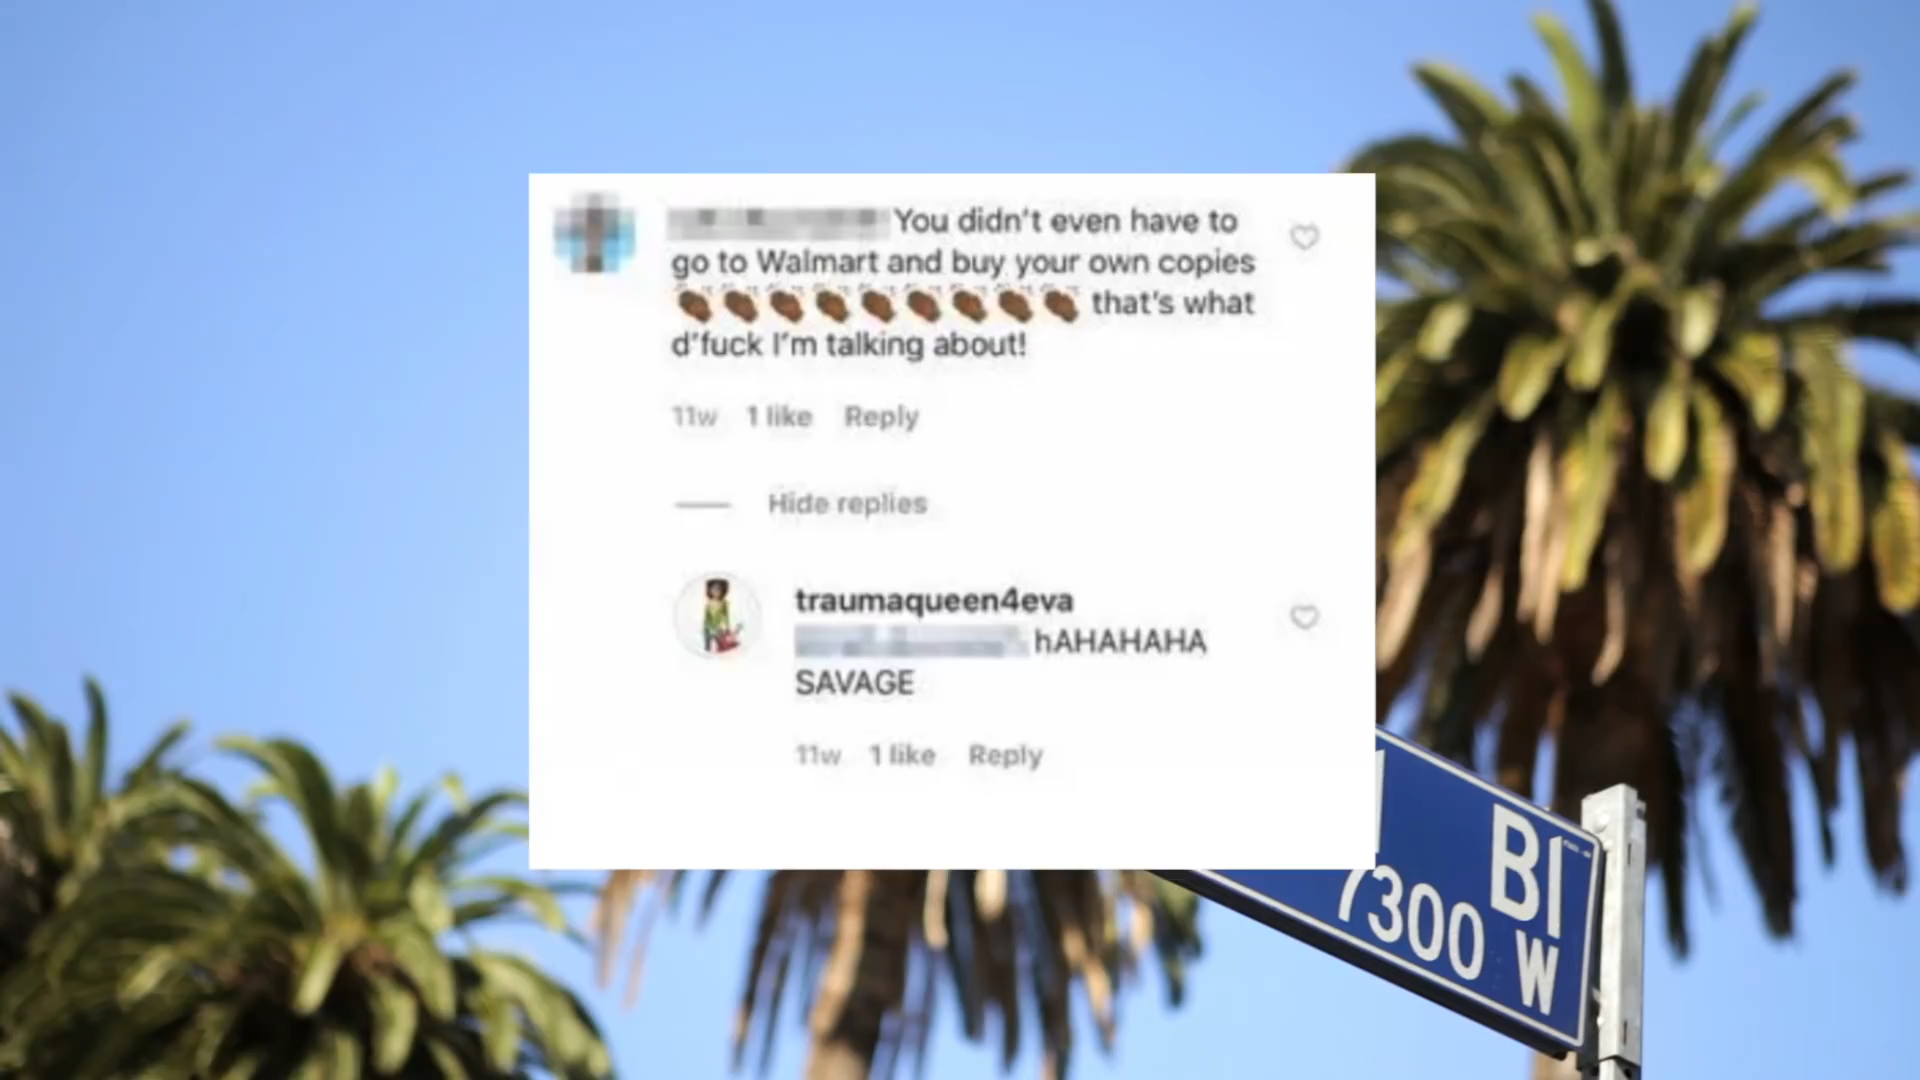 You didn't even have to
go to Walmart and buy your own copies
👏🏾👏🏾👏🏾👏🏾👏🏾👏🏾👏🏾👏🏾👏🏾 that's what
d'fuck I'm talking about!
11w 1 like Reply
Hide replies
traumaqueen4eva
hAHAHAHA
SAVAGE
11w 1 like Reply
Bl
7300 W